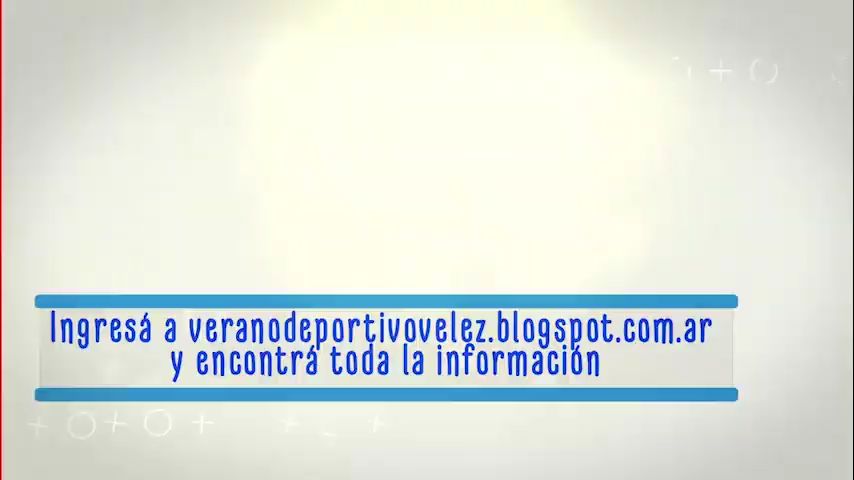 Ingresá a veranodeportivovelez.blogspot.com.ar
y encontrá toda la información